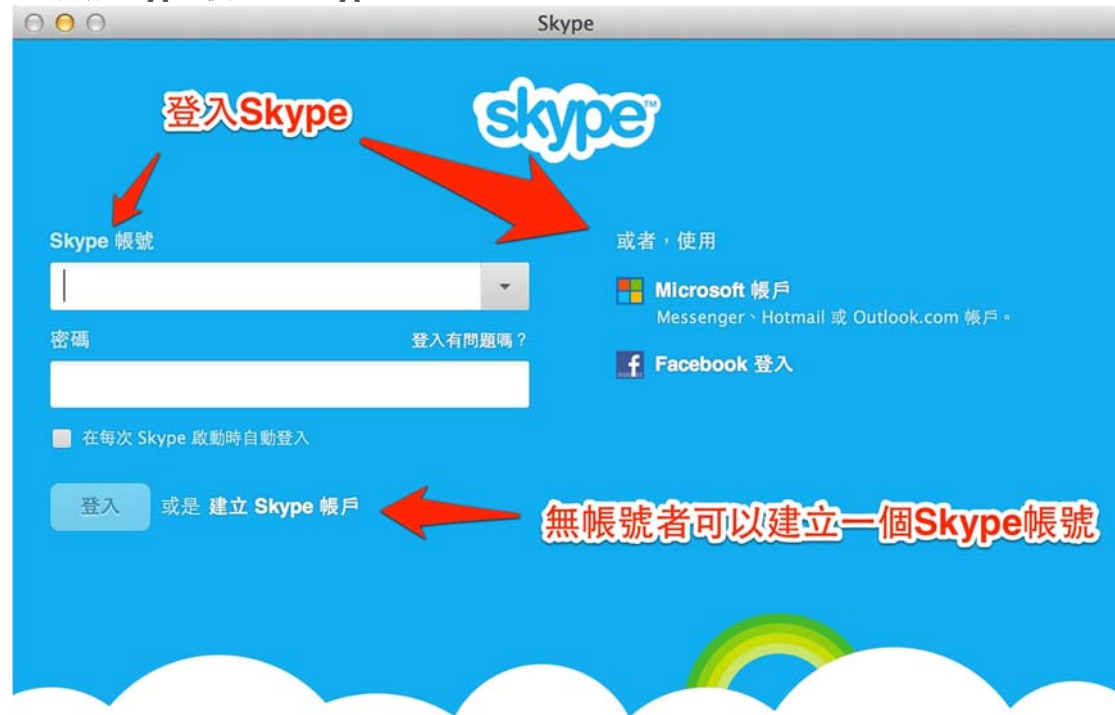 Skype
登入Skype
skype™
Skype 帳號
密碼
登入有問題嗎？
在每次 Skype 啟動時自動登入
登入 或是 建立 Skype 帳戶
或者，使用
Microsoft 帳戶
Messenger、Hotmail 或 Outlook.com 帳戶。
Facebook 登入
無帳號者可以建立一個Skype帳號